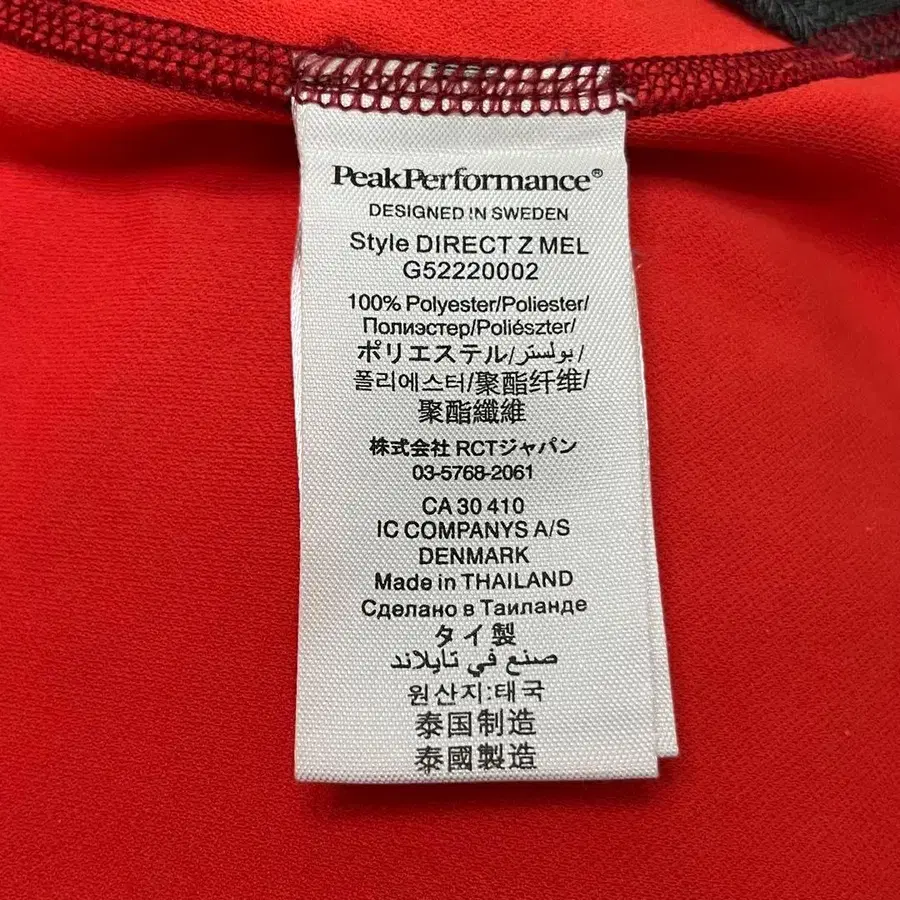 PeakPerformance®
DESIGNED IN SWEDEN
Style DIRECT Z MEL
G52220002
100% Polyester/Poliester/
Полиэстер/Poliészter/
ポリエステル/بولستر/
폴리에스터/聚酯纤维/
聚酯纖維
株式会社 RCTジャパン
03-5768-2061
CA 30 410
IC COMPANYS A/S
DENMARK
Made in THAILAND
Сделано в Таиланде
タイ製
صنع في تايلاند
원산지:태국
泰国制造
泰國製造